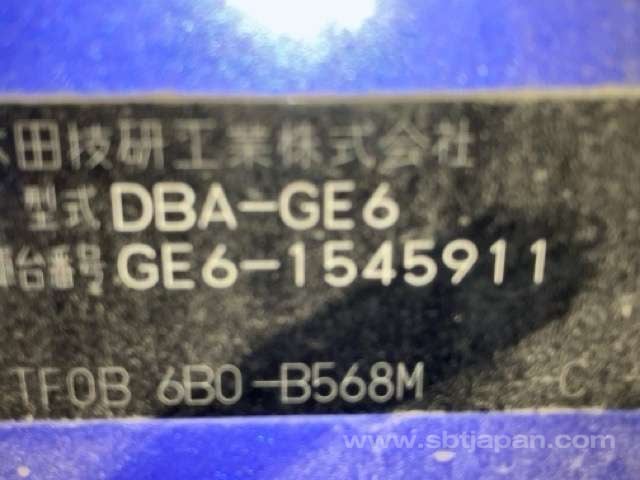 本田技研工業株式会社
型式 DBA-GE6
車台番号 GE6-1545911
TF0B 6B0-B568M C
www.sbtjapan.com